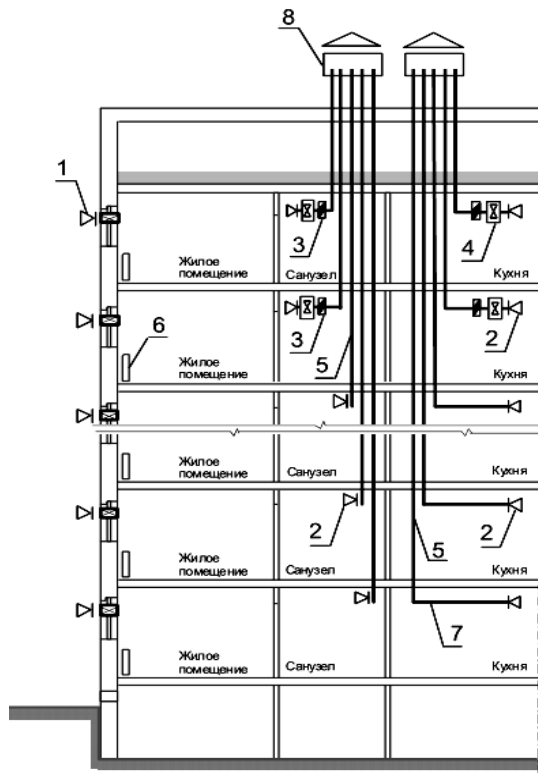 8
1
3
4
Жилое
помещение
Санузел
Кухня
6
3
5
2
Жилое
помещение
Санузел
Кухня
2
5
2
Жилое
помещение
Санузел
Кухня
Жилое
помещение
Санузел
Кухня
7
Жилое
помещение
Санузел
Кухня